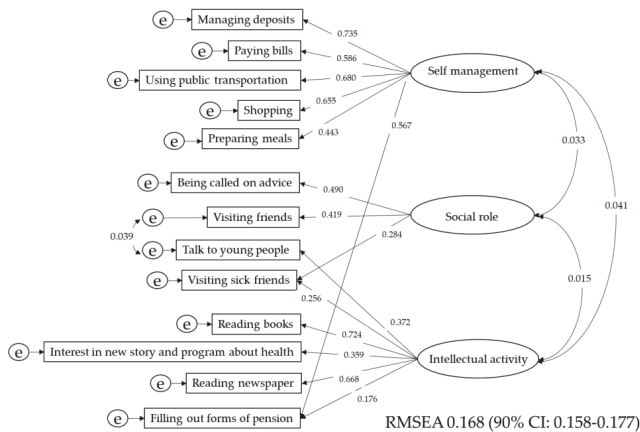 e
Managing deposits
0.735
e
Paying bills
0.586
Self management
e
Using public transportation
0.680
e
Shopping
0.655
e
Preparing meals
0.443
0.567
0.033
e
Being called on advice
0.490
0.041
e
Visiting friends
0.419
Social role
0.039
e
Talk to young people
0.284
e
Visiting sick friends
0.256
0.015
e
Reading books
0.372
0.724
e
Interest in new story and program about health
0.359
Intellectual activity
e
Reading newspaper
0.668
0.176
e
Filling out forms of pension
RMSEA 0.168 (90% CI: 0.158-0.177)